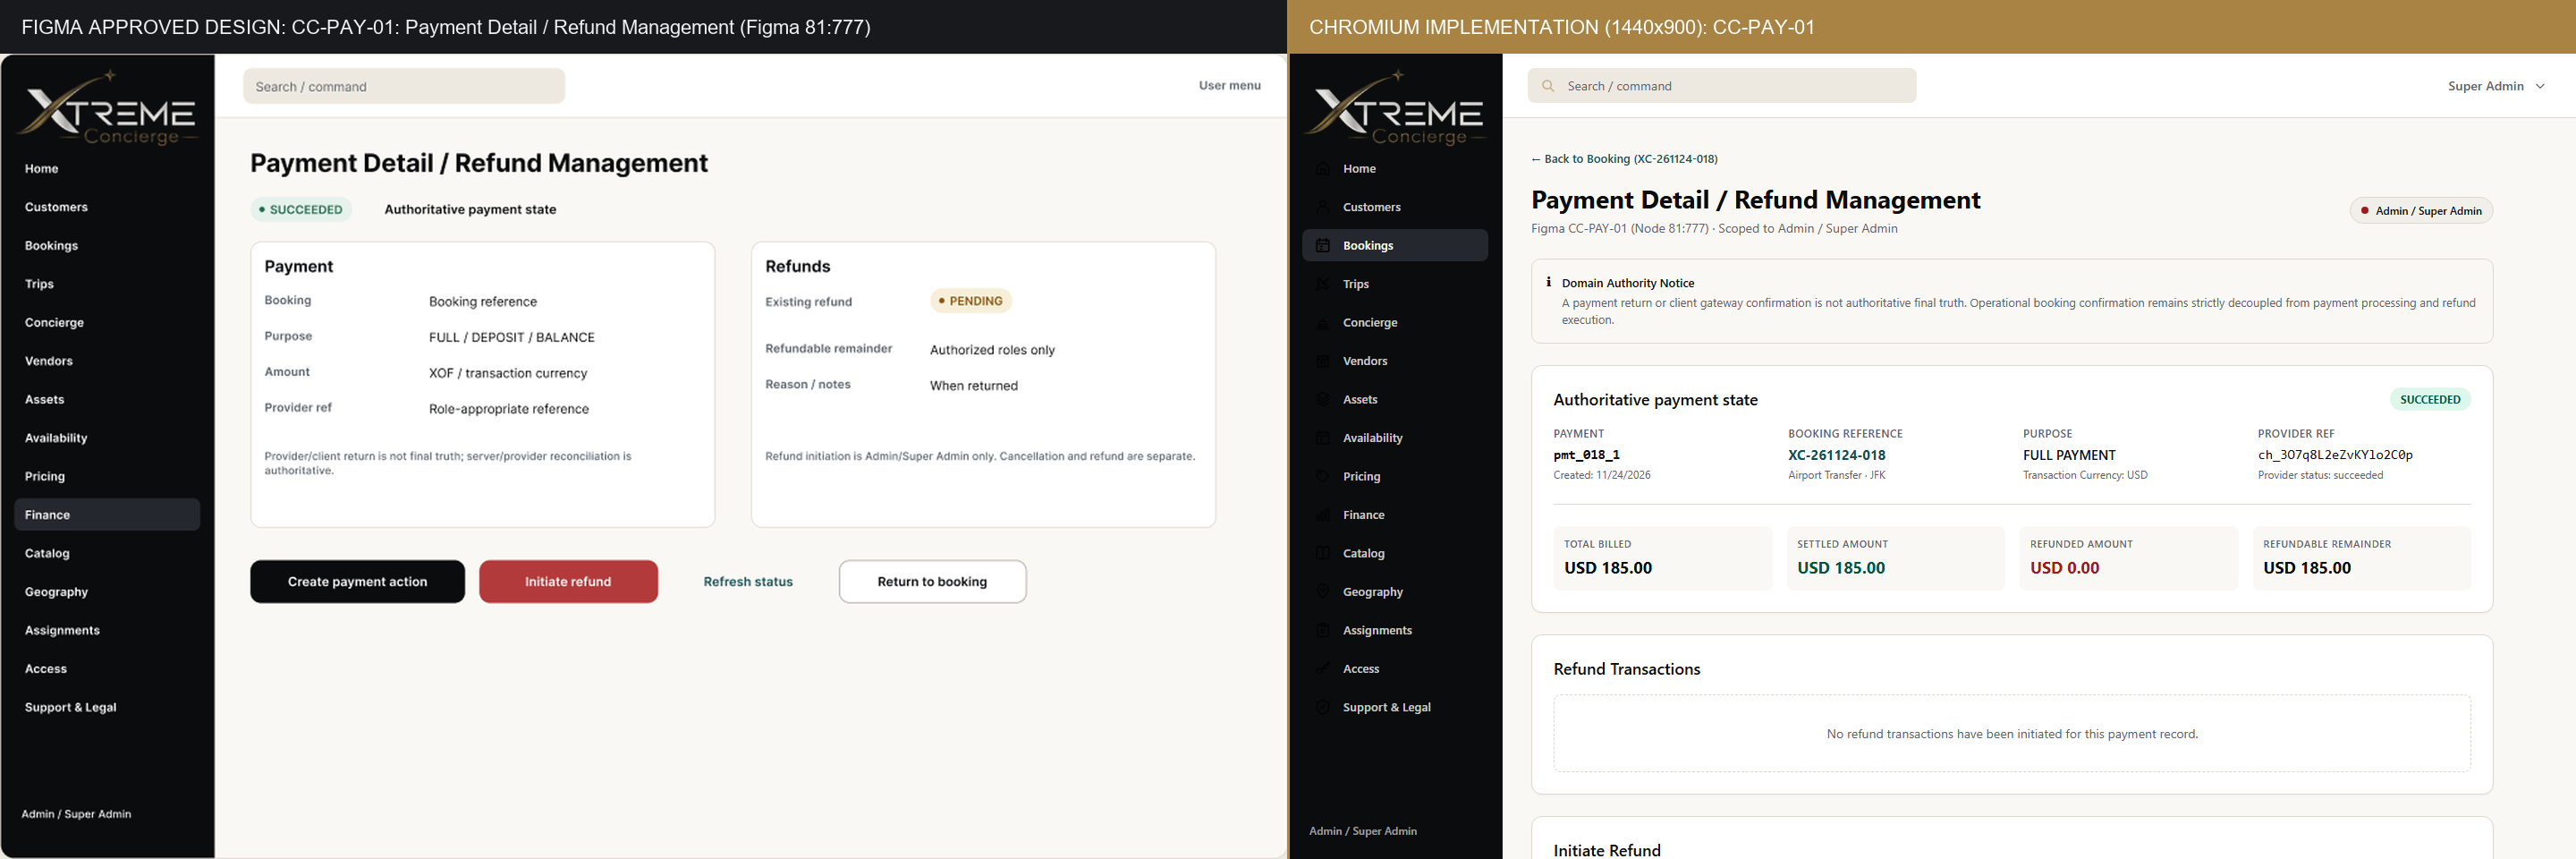 FIGMA APPROVED DESIGN: CC-PAY-01: Payment Detail / Refund Management (Figma 81:777)
XTREME
Concierge
Home
Customers
Bookings
Trips
Concierge
Vendors
Assets
Availability
Pricing
Finance
Catalog
Geography
Assignments
Access
Support & Legal
Admin / Super Admin
Search / command
User menu
Payment Detail / Refund Management
SUCCEEDED
Authoritative payment state
Payment
Booking
Booking reference
Purpose
FULL / DEPOSIT / BALANCE
Amount
XOF / transaction currency
Provider ref
Role-appropriate reference
Provider/client return is not final truth; server/provider reconciliation is
authoritative.
Refunds
Existing refund
PENDING
Refundable remainder
Authorized roles only
Reason / notes
When returned
Refund initiation is Admin/Super Admin only. Cancellation and refund are separate.
Create payment action
Initiate refund
Refresh status
Return to booking
CHROMIUM IMPLEMENTATION (1440x900): CC-PAY-01
XTREME
Concierge
Home
Customers
Bookings
Trips
Concierge
Vendors
Assets
Availability
Pricing
Finance
Catalog
Geography
Assignments
Access
Support & Legal
Admin / Super Admin
Search / command
Super Admin
← Back to Booking (XC-261124-018)
Payment Detail / Refund Management
Figma CC-PAY-01 (Node 81:777) · Scoped to Admin / Super Admin
Admin / Super Admin
Domain Authority Notice
A payment return or client gateway confirmation is not authoritative final truth. Operational booking confirmation remains strictly decoupled from payment processing and refund
execution.
Authoritative payment state
SUCCEEDED
PAYMENT
pmt_018_1
Created: 11/24/2026
BOOKING REFERENCE
XC-261124-018
Airport Transfer · JFK
PURPOSE
FULL PAYMENT
Transaction Currency: USD
PROVIDER REF
ch_3O7q8L2eZvKYlo2C0p
Provider status: succeeded
TOTAL BILLED
USD 185.00
SETTLED AMOUNT
USD 185.00
REFUNDED AMOUNT
USD 0.00
REFUNDABLE REMAINDER
USD 185.00
Refund Transactions
No refund transactions have been initiated for this payment record.
Initiate Refund